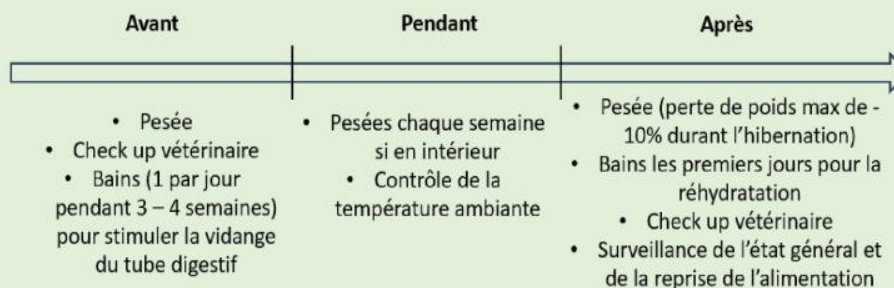 Avant
• Pesée
• Check up vétérinaire
• Bains (1 par jour
pendant 3 – 4 semaines)
pour stimuler la vidange
du tube digestif
Pendant
• Pesées chaque semaine
si en intérieur
• Contrôle de la
température ambiante
Après
• Pesée (perte de poids max de -
10% durant l’hibernation)
• Bains les premiers jours pour la
réhydratation
• Check up vétérinaire
• Surveillance de l’état général et
de la reprise de l’alimentation